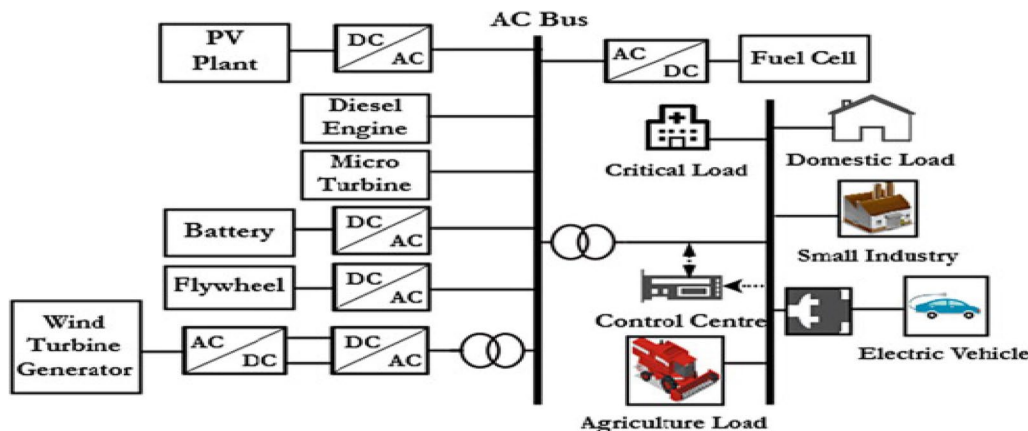 AC Bus
PV
Plant
DC
AC
AC
DC
Fuel Cell
Diesel
Engine
Micro
Turbine
Critical Load
Domestic Load
Battery
DC
AC
Small Industry
Flywheel
DC
AC
Control Centre
Wind
Turbine
Generator
AC
DC
DC
AC
Electric Vehicle
Agriculture Load